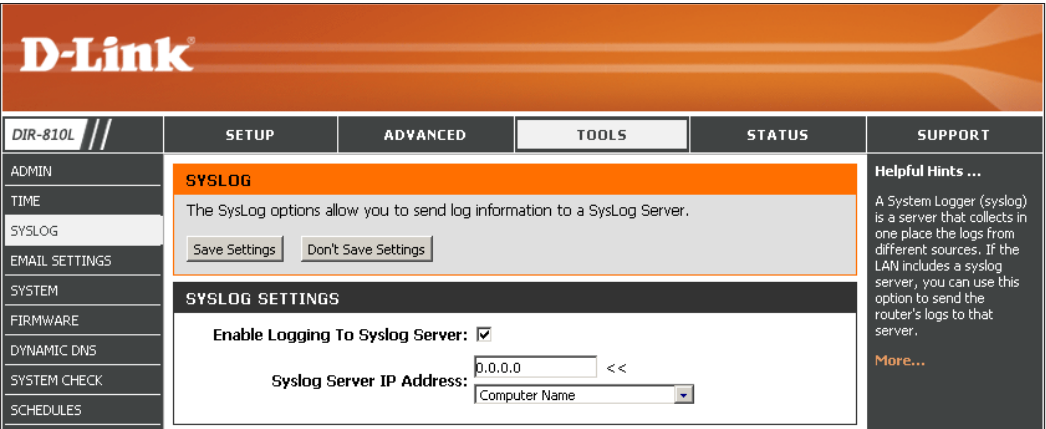 D-Link®
DIR-810L
SETUP
ADVANCED
TOOLS
STATUS
SUPPORT
ADMIN
TIME
SYSLOG
EMAIL SETTINGS
SYSTEM
FIRMWARE
DYNAMIC DNS
SYSTEM CHECK
SCHEDULES
SYSLOG
The SysLog options allow you to send log information to a SysLog Server.
Save Settings
Don't Save Settings
SYSLOG SETTINGS
Enable Logging To Syslog Server:
Syslog Server IP Address:
0.0.0.0
<<
Computer Name
Helpful Hints ...
A System Logger (syslog)
is a server that collects in
one place the logs from
different sources. If the
LAN includes a syslog
server, you can use this
option to send the
router's logs to that
server.
More...